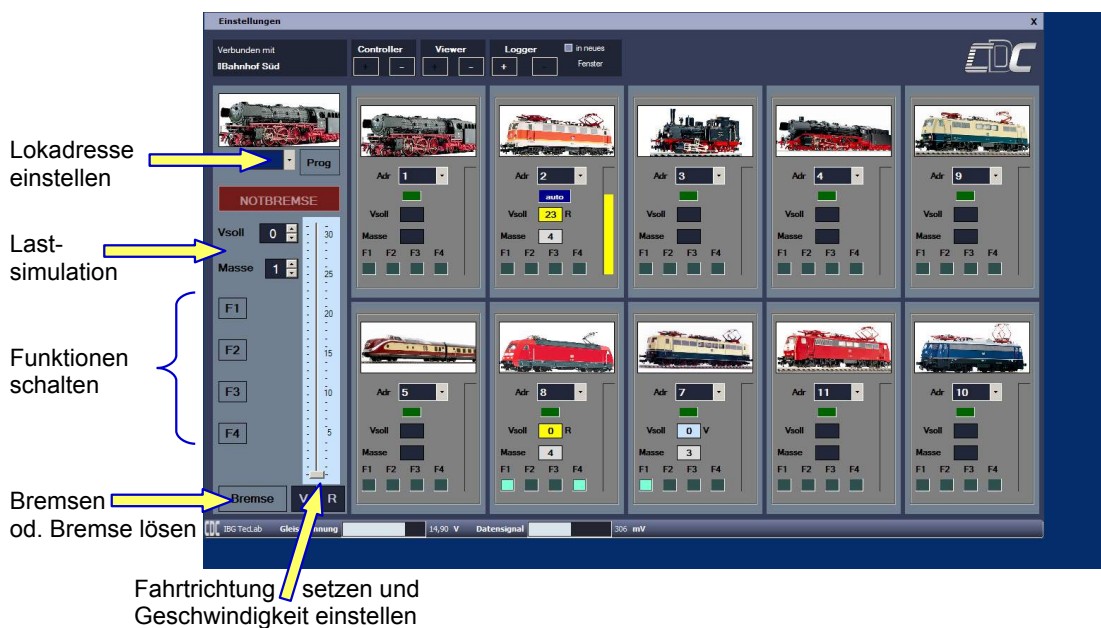 Einstellungen X
Verbunden mit
IBahnhof Süd
Controller Viewer Logger in neues
Fenster
+ - + - + -
CDC
Lokadresse
einstellen
Prog
NOTBREMSE
Vsoll 0
Masse 1
30
25
20
15
10
5
Last-
simulation
Funktionen
schalten
F1
F2
F3
F4
Bremsen
od. Bremse lösen
Bremse V R
Adr 1
Vsoll
Masse
F1 F2 F3 F4
Adr 2
auto
Vsoll 23 R
Masse 4
F1 F2 F3 F4
Adr 3
Vsoll
Masse
F1 F2 F3 F4
Adr 4
Vsoll
Masse
F1 F2 F3 F4
Adr 9
Vsoll
Masse
F1 F2 F3 F4
Adr 5
Vsoll
Masse
F1 F2 F3 F4
Adr 8
Vsoll 0 R
Masse 4
F1 F2 F3 F4
Adr 7
Vsoll 0 V
Masse 3
F1 F2 F3 F4
Adr 11
Vsoll
Masse
F1 F2 F3 F4
Adr 10
Vsoll
Masse
F1 F2 F3 F4
CDC IBG TecLab 14,90 V Datensignal 306 mV
Fahrtrichtung setzen und
Geschwindigkeit einstellen